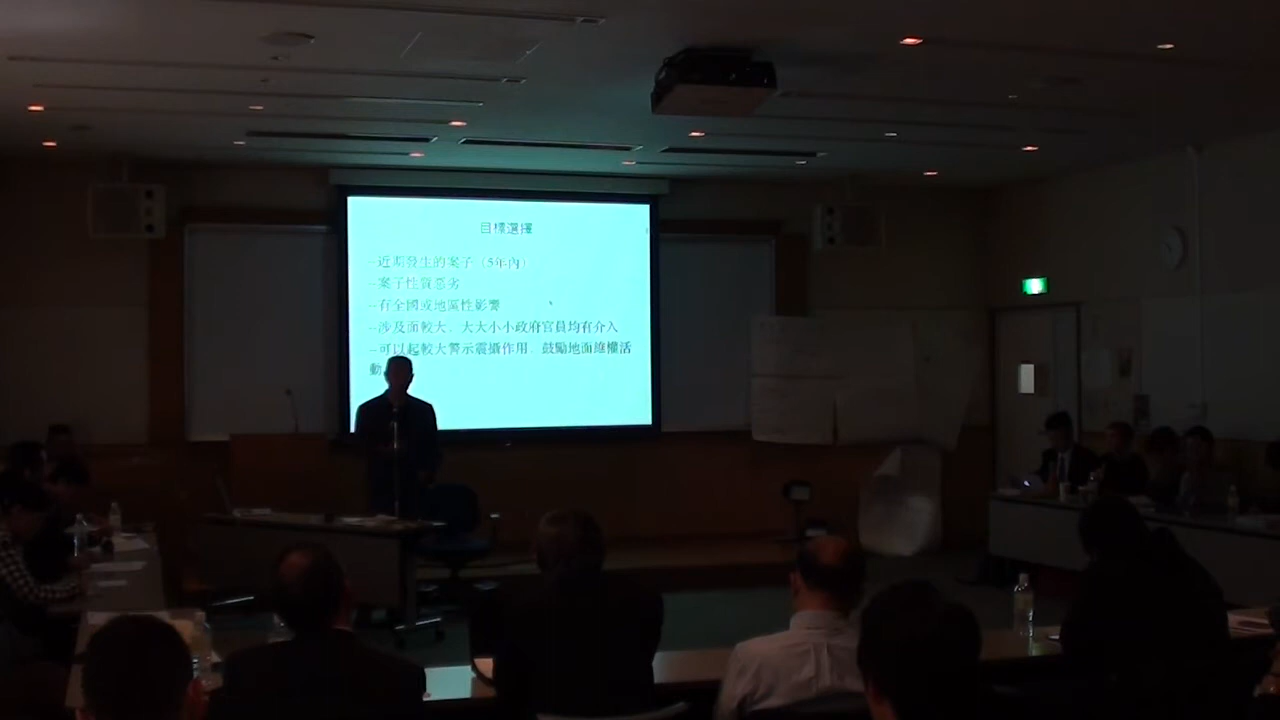 目標選擇
–近期發生的案子（5年內）
–案子性質惡劣
–有全國或地區性影響
–涉及面較大、大大小小政府官員均有介入
–可以起較大警示震攝作用、鼓勵地面維權活
動